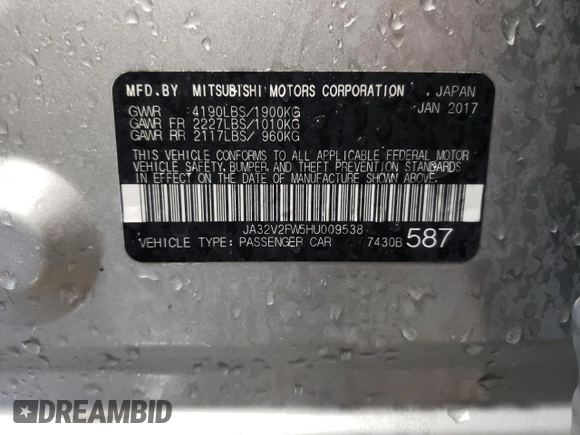 MFD.BY MITSUBISHI MOTORS CORPORATION JAPAN
GVWR 4190LBS/1900KG JAN 2017
GAWR FR 2227LBS/1010KG
GAWR RR 2117LBS/ 960KG
THIS VEHICLE CONFORMS TO ALL APPLICABLE FEDERAL MOTOR
VEHICLE SAFETY, BUMPER, AND THEFT PREVENTION STANDARDS
IN EFFECT ON THE DATE OF MANUFACTURE SHOWN ABOVE.
JA32V2FW5HU009538
VEHICLE TYPE: PASSENGER CAR 7430B 587
DREAMBID